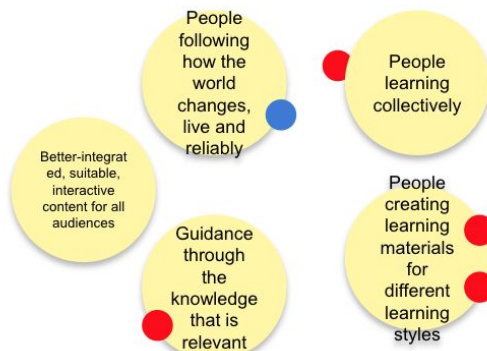 People
following
how the
world
changes,
live and
reliably
People
learning
collectively
Better-integrat
ed, suitable,
interactive
content for all
audiences
Guidance
through
the
knowledge
that is
relevant
People
creating
learning
materials
for
different
learning
styles